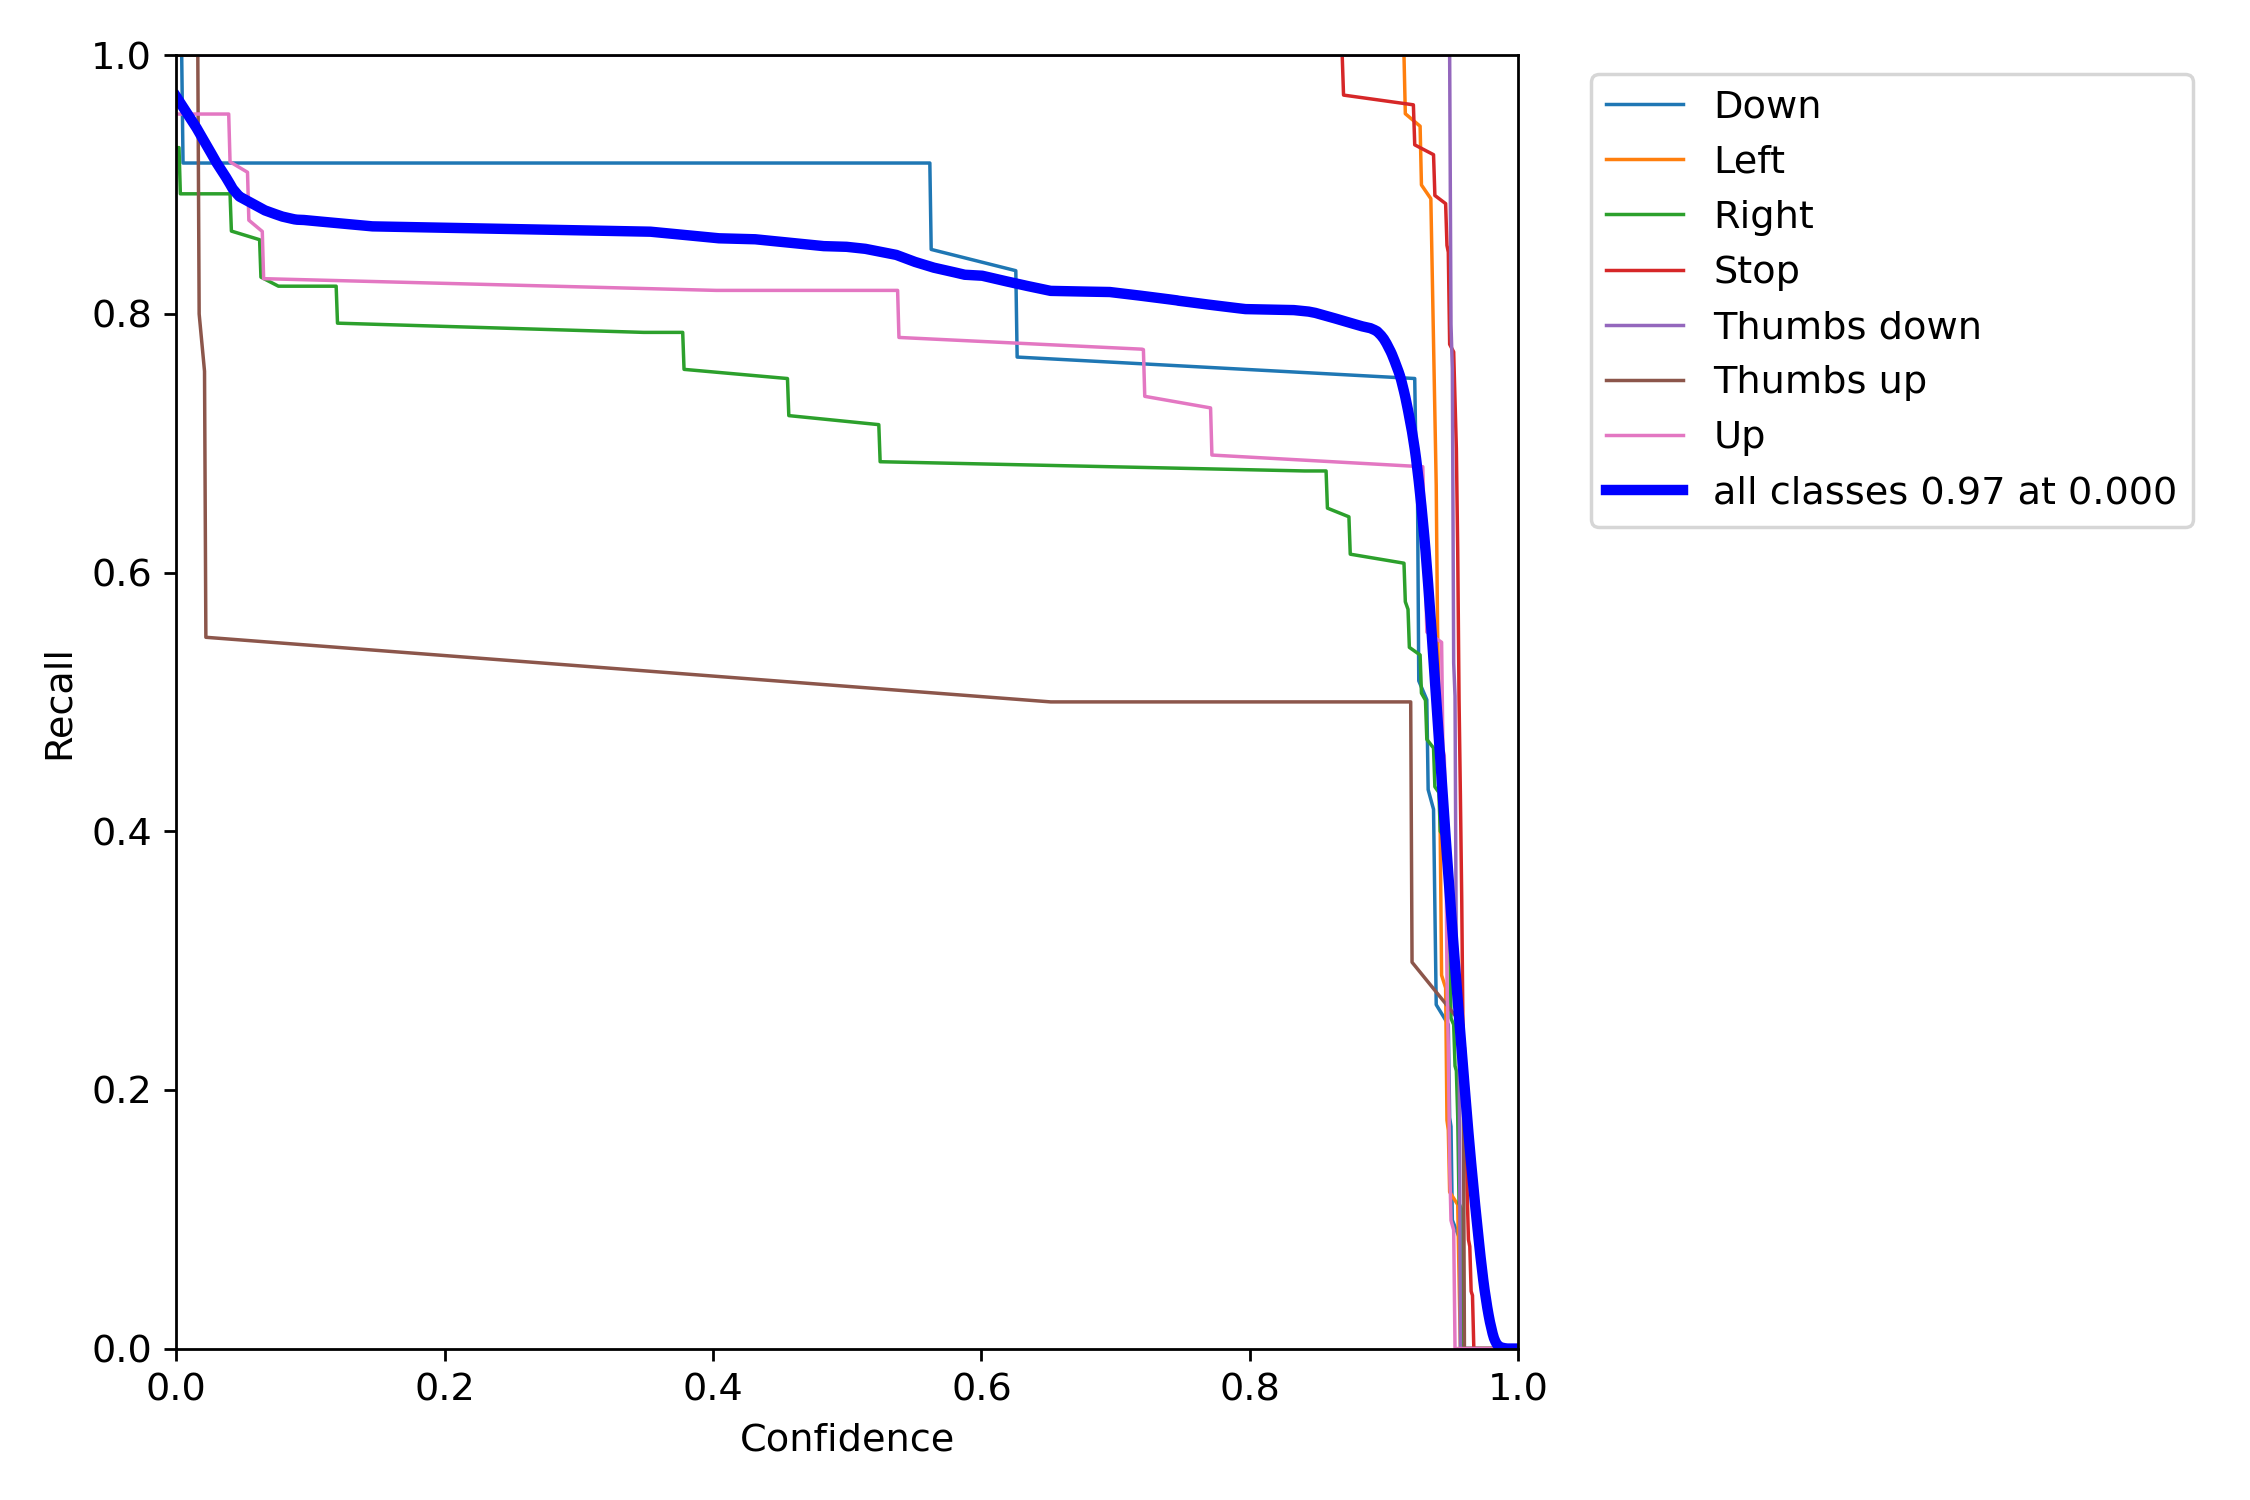 1.0
0.8
0.6
0.4
0.2
0.0
Recall
0.0 0.2 0.4 0.6 0.8 1.0
Confidence
Down
Left
Right
Stop
Thumbs down
Thumbs up
Up
all classes 0.97 at 0.000